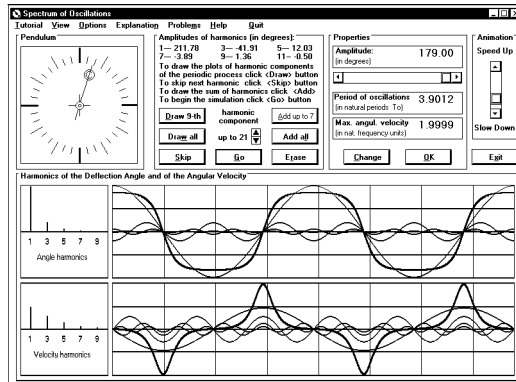 Spectrum of Oscillations
Tutorial View Options Explanation Problems Help Quit
Pendulum
Amplitudes of harmonics (in degrees):
1— 211.78 3— -41.91 5— 12.03
7— -3.89 9— 1.36 11— -0.50
To draw the plots of harmonic components
of the periodic process click <Draw> button
To skip next harmonic click <Skip> button
To draw the sum of harmonics click <Add>
To begin the simulation click <Go> button
Draw 9-th harmonic component Add up to 7
Draw all up to 21 Add all
Skip Go Erase
Properties
Amplitude: 179.00
(in degrees)
Period of oscillations 3.9012
(in natural periods To)
Max. angul. velocity 1.9999
(in nat. frequency units)
Change OK
Animation
Speed Up
Slow Down
Exit
Harmonics of the Deflection Angle and of the Angular Velocity
1 3 5 7 9
Angle harmonics
1 3 5 7 9
Velocity harmonics